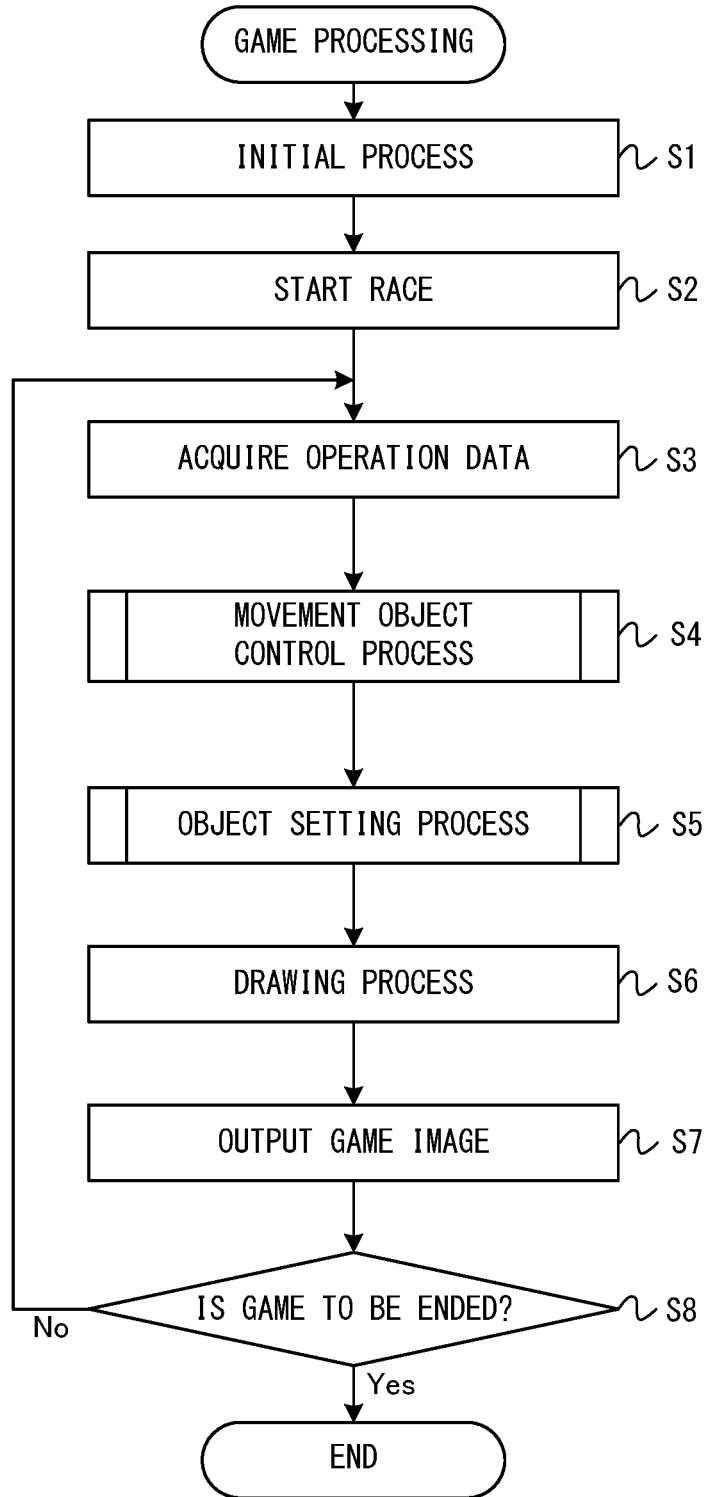 GAME PROCESSING
INITIAL PROCESS
S1
START RACE
S2
ACQUIRE OPERATION DATA
S3
MOVEMENT OBJECT
CONTROL PROCESS
S4
OBJECT SETTING PROCESS
S5
DRAWING PROCESS
S6
OUTPUT GAME IMAGE
S7
IS GAME TO BE ENDED?
S8
No
Yes
END